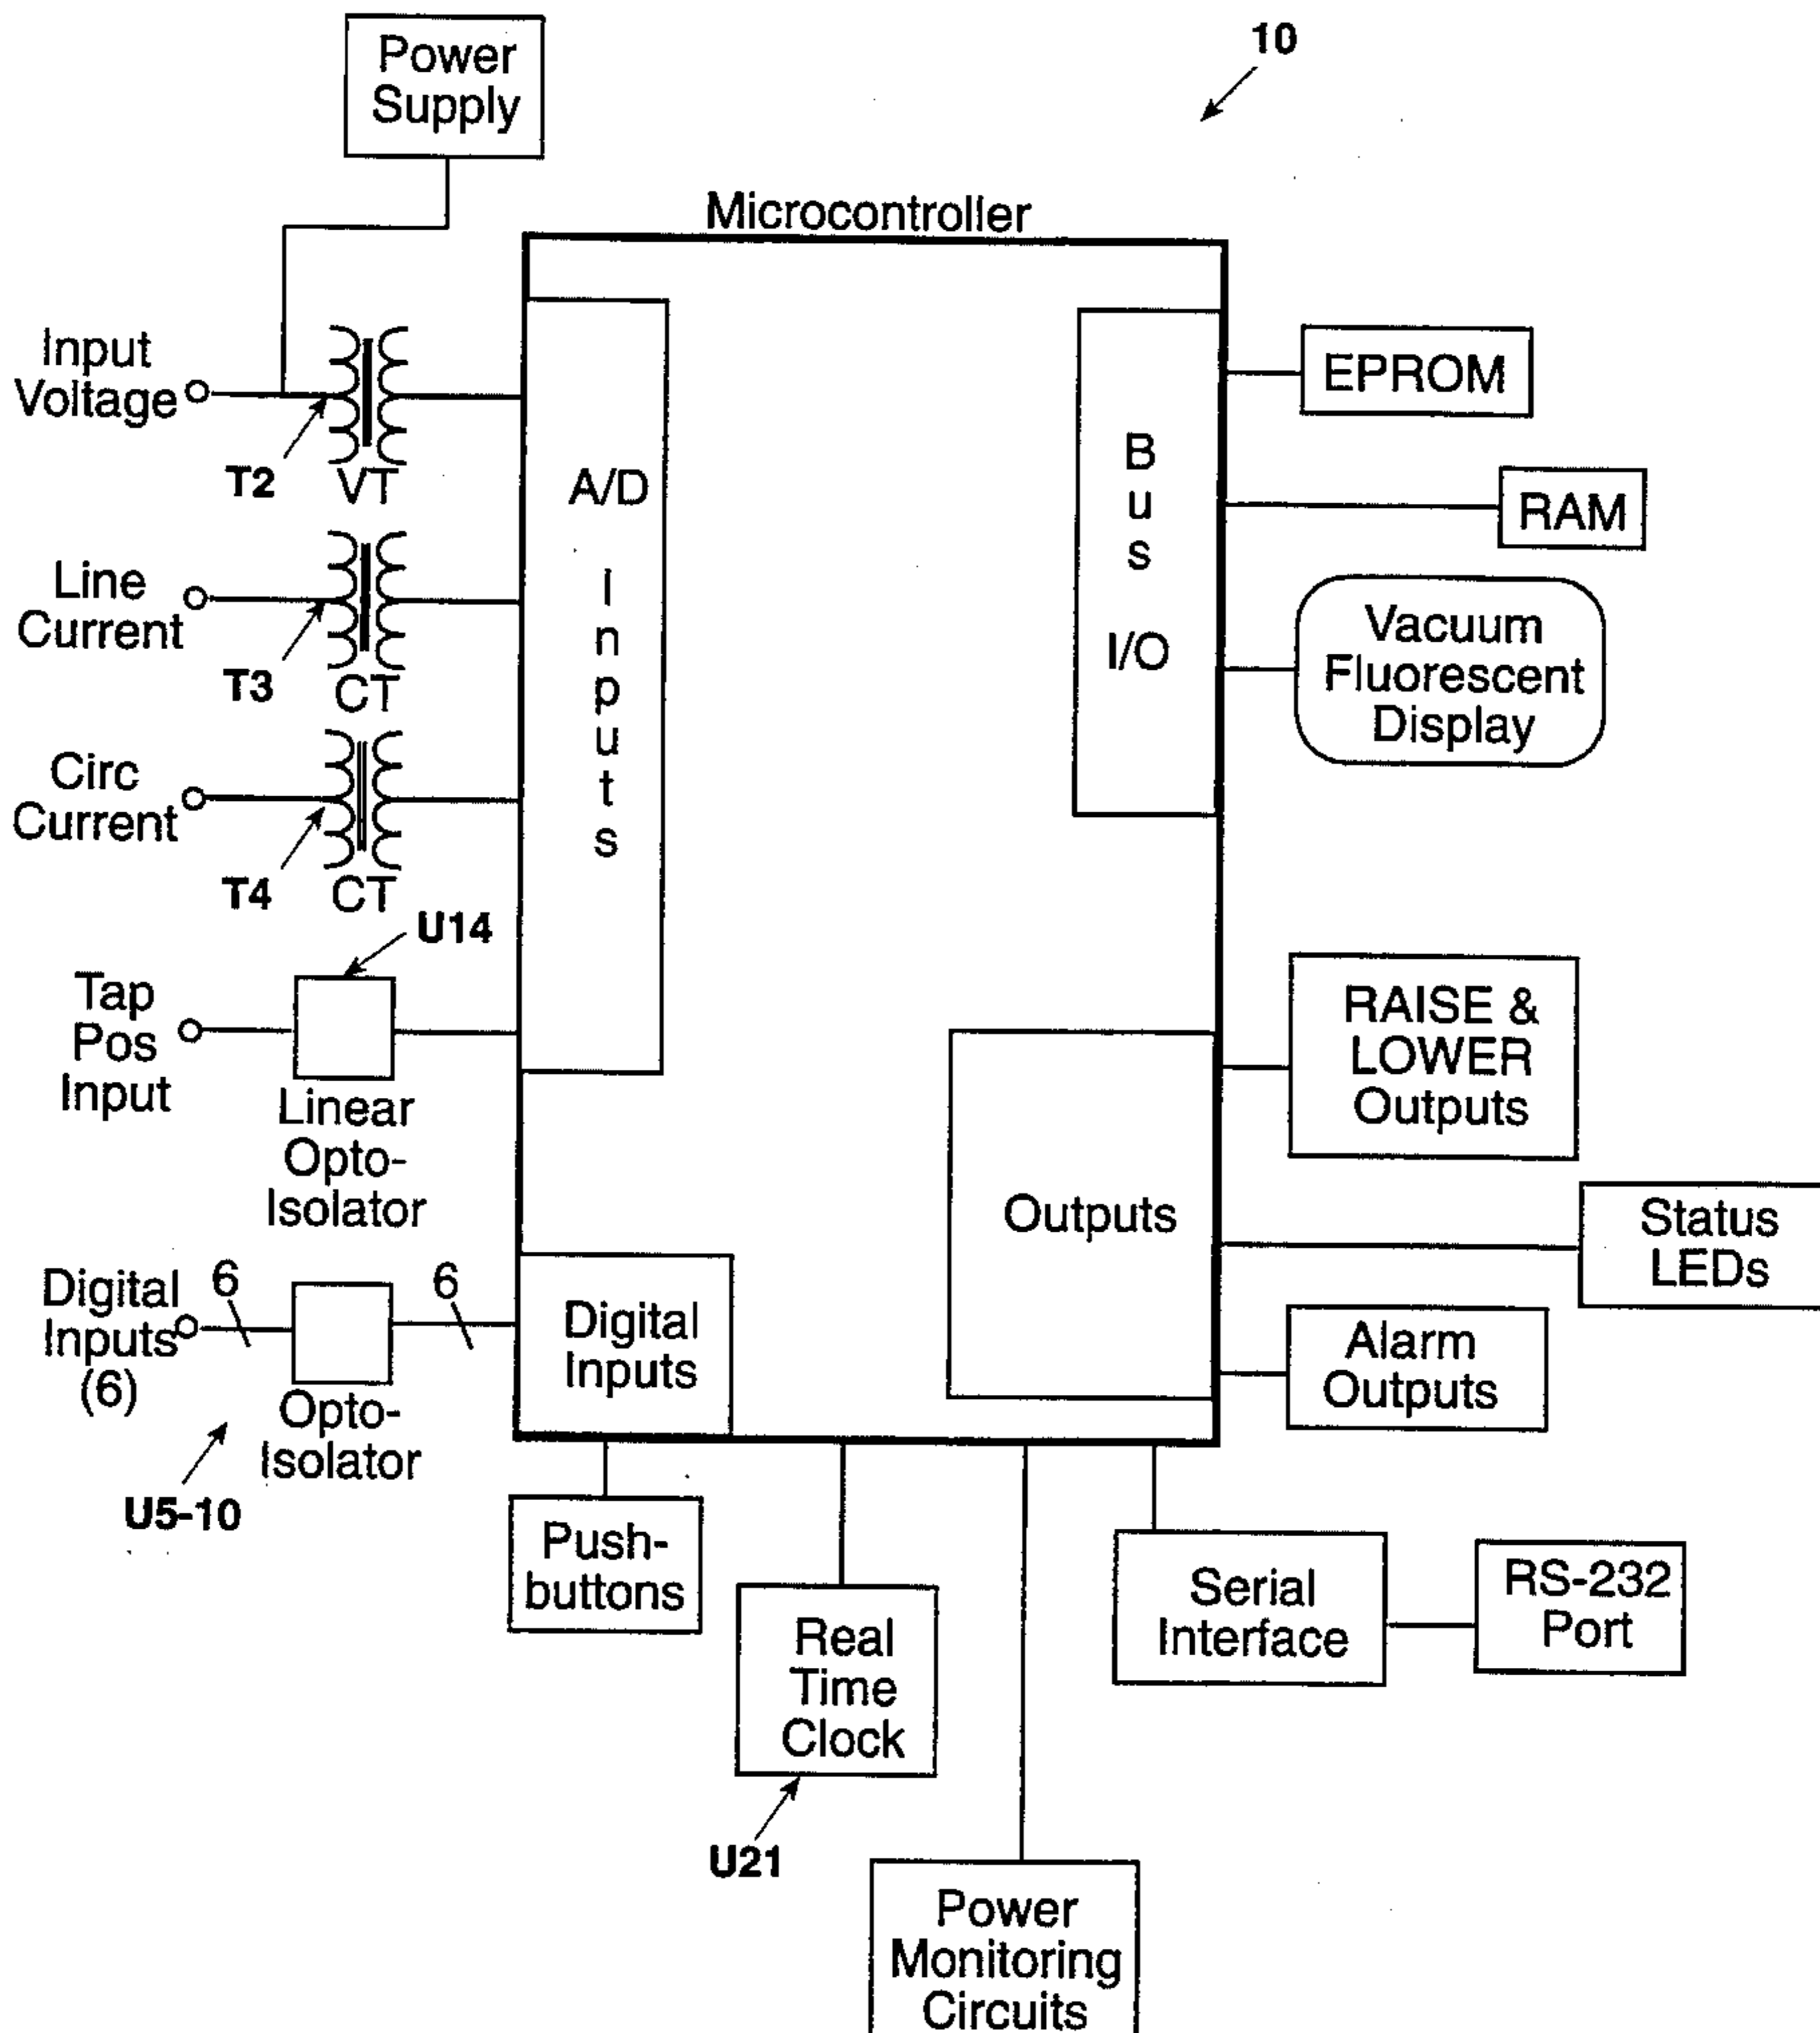 Power
Supply
10
Microcontroller
Input
Voltage
T2
VT
A/D
Inputs
Bus
I/O
EPROM
RAM
Vacuum
Fluorescent
Display
Line
Current
T3
CT
Circ
Current
T4
CT
U14
Tap
Pos
Input
Linear
Opto-
Isolator
RAISE &
LOWER
Outputs
Outputs
Status
LEDs
Alarm
Outputs
Digital
Inputs
(6)
6
6
Opto-
Isolator
U5-10
Digital
Inputs
Push-
buttons
Real
Time
Clock
U21
Serial
Interface
RS-232
Port
Power
Monitoring
Circuits